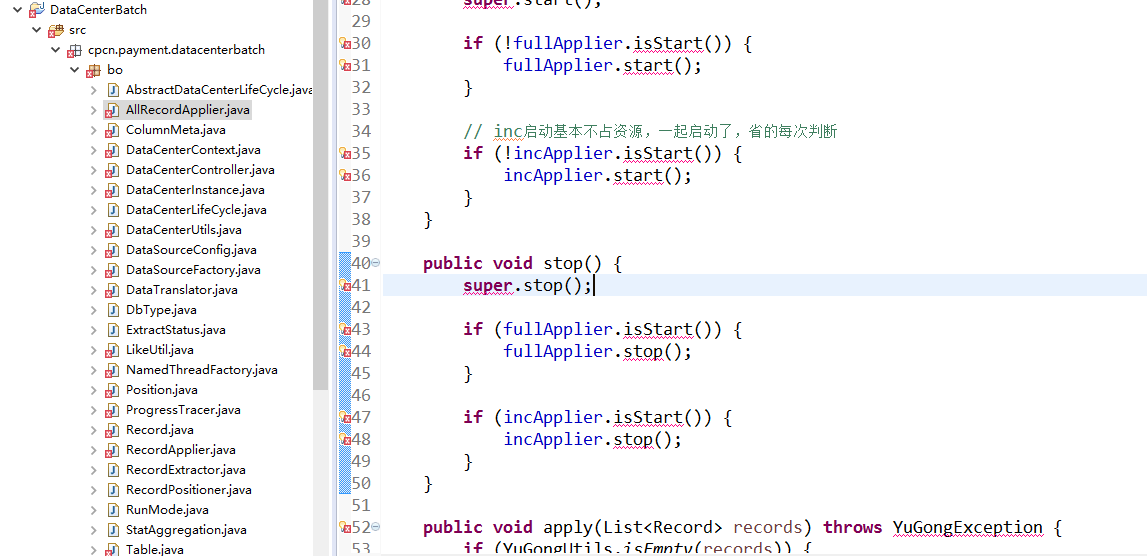 DataCenterBatch
src
cpcn.payment.datacenterbatch
bo
AbstractDataCenterLifeCycle.java
AllRecordApplier.java
ColumnMeta.java
DataCenterContext.java
DataCenterController.java
DataCenterInstance.java
DataCenterLifeCycle.java
DataCenterUtils.java
DataSourceConfig.java
DataSourceFactory.java
DataTranslator.java
DbType.java
ExtractStatus.java
LikeUtil.java
NamedThreadFactory.java
Position.java
ProgressTracer.java
Record.java
RecordApplier.java
RecordExtractor.java
RecordPositioner.java
RunMode.java
StatAggregation.java
Table.java
28 super.start();
29
30 if (!fullApplier.isStart()) {
31 fullApplier.start();
32 }
33
34 // inc启动基本不占资源，一起启动了，省的每次判断
35 if (!incApplier.isStart()) {
36 incApplier.start();
37 }
38 }
39
40 public void stop() {
41 super.stop();
42
43 if (fullApplier.isStart()) {
44 fullApplier.stop();
45 }
46
47 if (incApplier.isStart()) {
48 incApplier.stop();
49 }
50 }
51
52 public void apply(List<Record> records) throws YuGongException {
53 if (YuGongUtils.isEmpty(records)) {